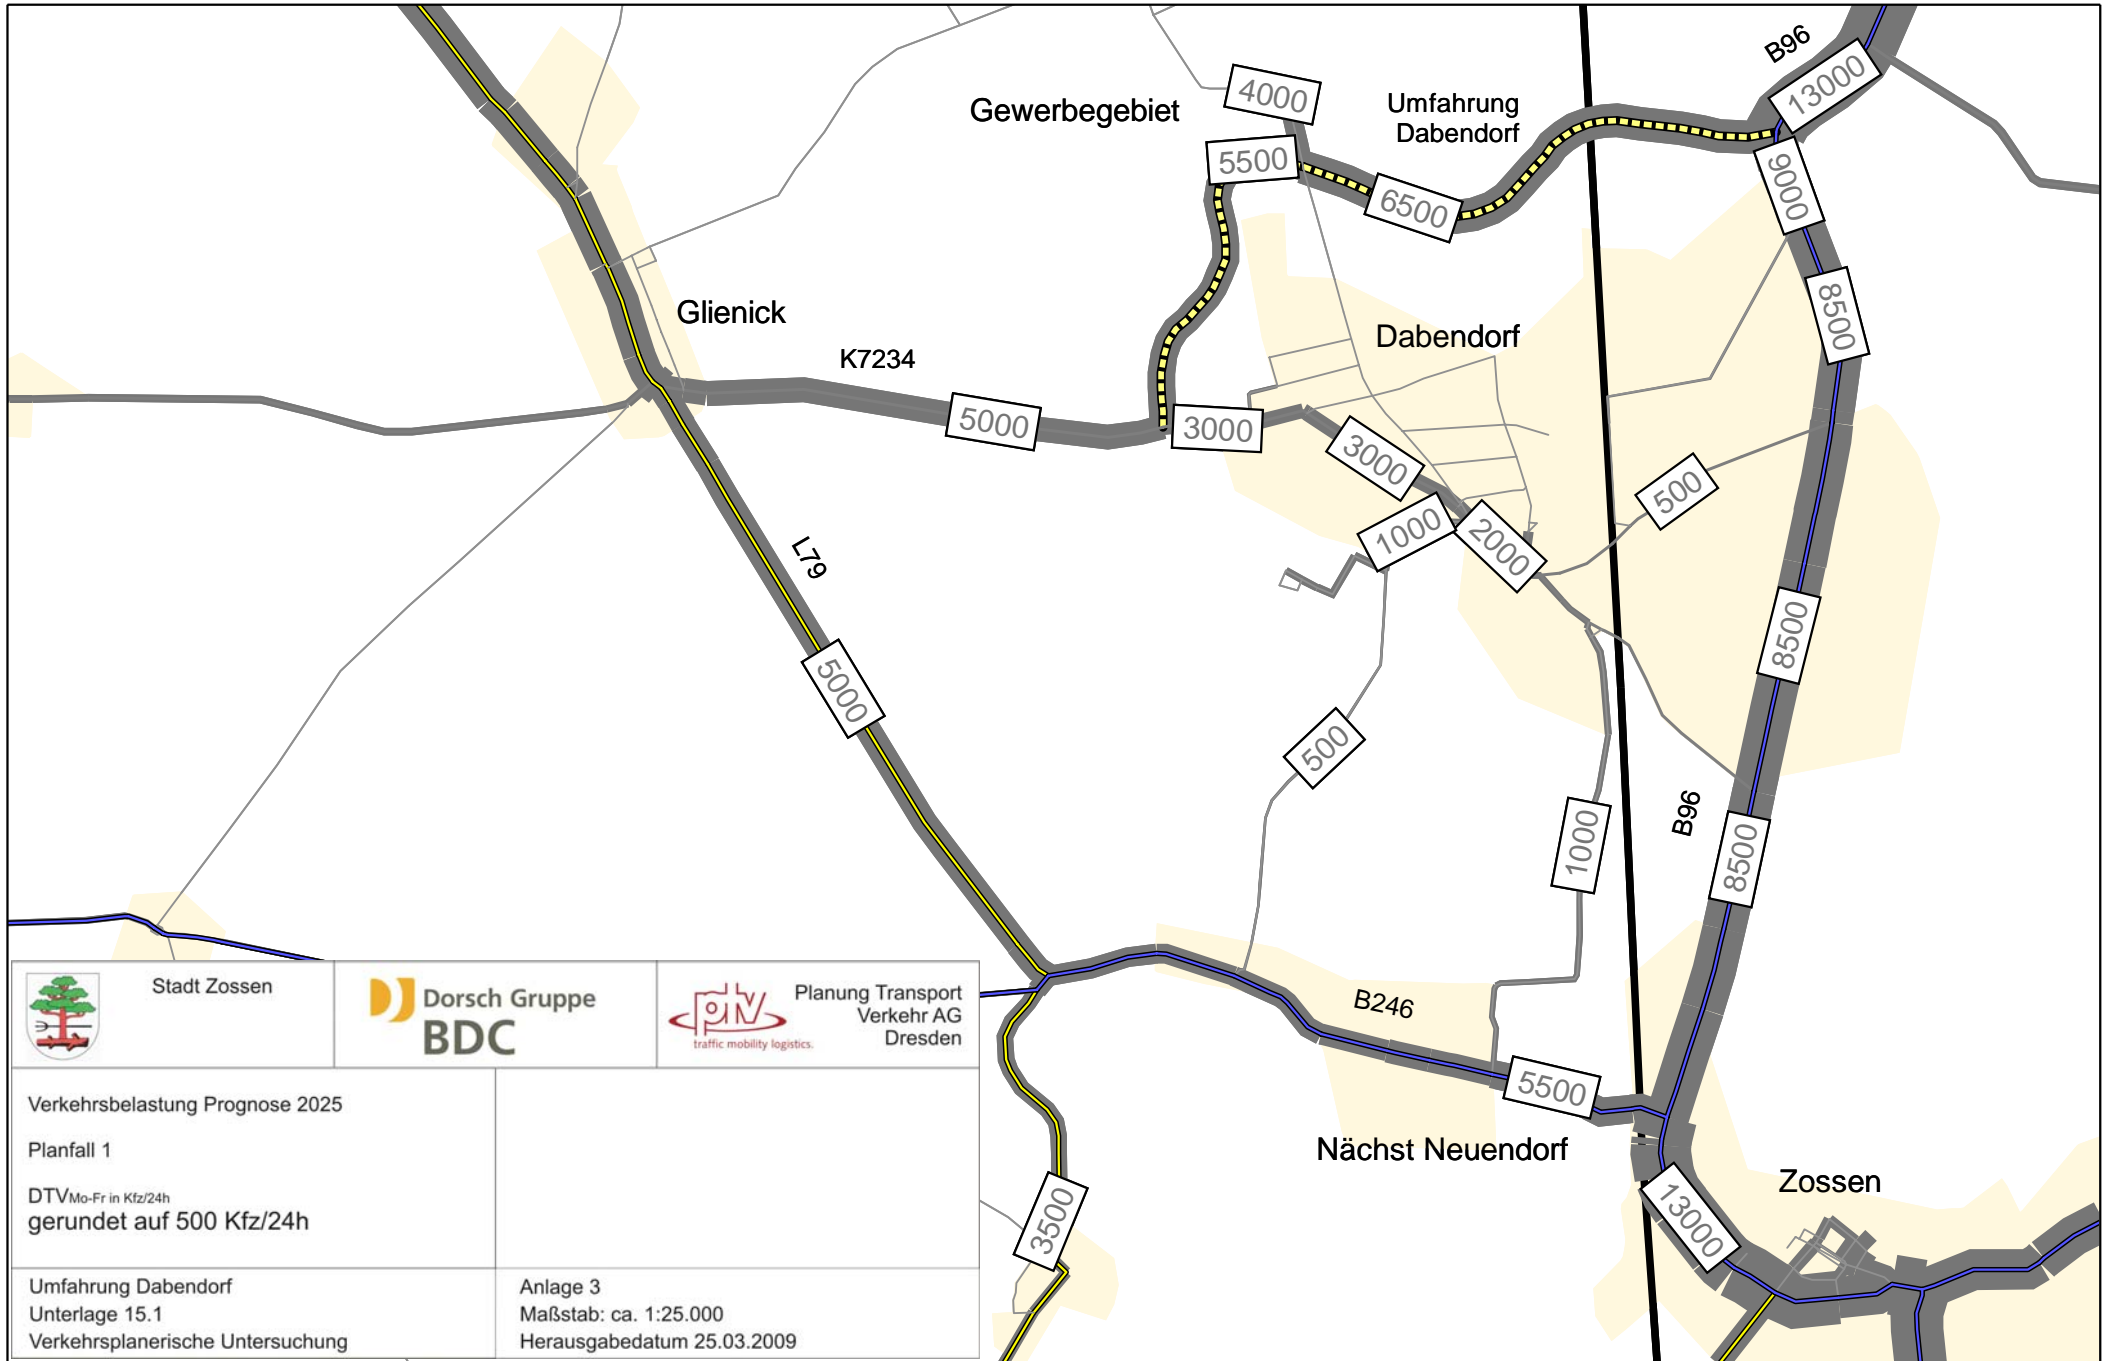 B96
13000
Gewerbegebiet
4000
Umfahrung
Dabendorf
5500
6500
9000
Glienick
8500
Dabendorf
K7234
5000
3000
3000
500
1000
2000
L79
8500
5000
500
B96
1000
8500
B246
5500
Nächst Neuendorf
Zossen
13000
3500
Stadt Zossen
Dorsch Gruppe
BDC
ptv
traffic mobility logistics.
Planung Transport
Verkehr AG
Dresden
Verkehrsbelastung Prognose 2025
Planfall 1
DTVMo-Fr in Kfz/24h
gerundet auf 500 Kfz/24h
Umfahrung Dabendorf
Unterlage 15.1
Verkehrsplanerische Untersuchung
Anlage 3
Maßstab: ca. 1:25.000
Herausgabedatum 25.03.2009